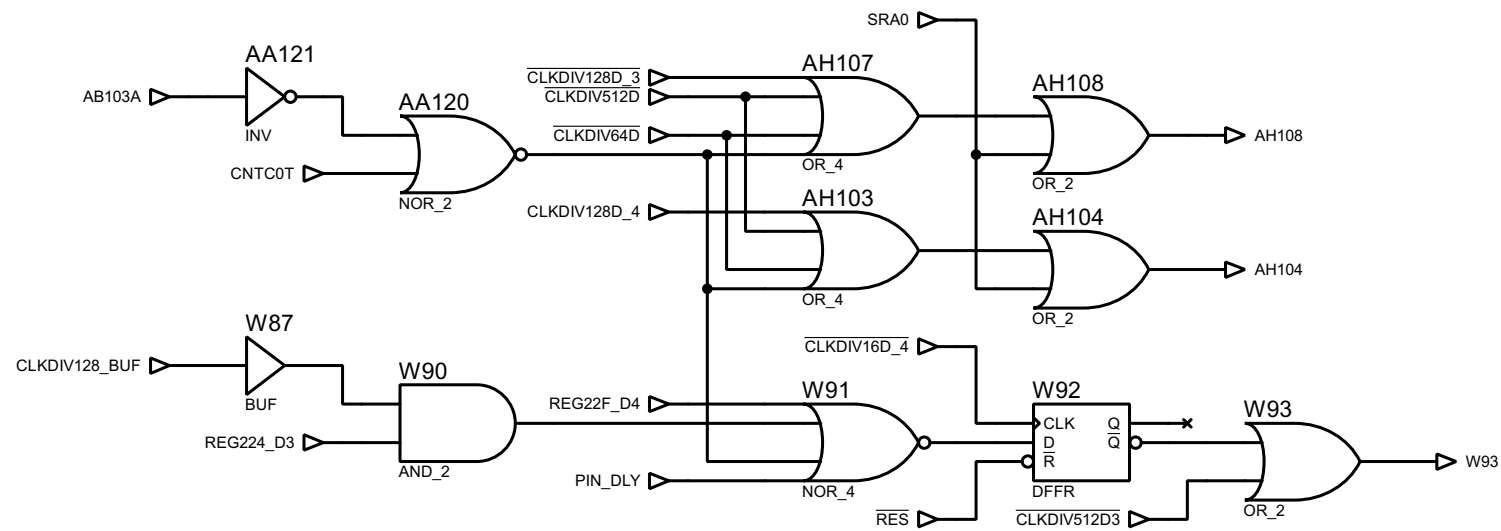 SRA0
AA121
AB103A
INV
AA120
CNTC0T
NOR_2
CLKDIV128D_3
CLKDIV512D
CLKDIV64D
AH107
OR_4
AH108
OR_2
AH108
CLKDIV128D_4
AH103
OR_4
AH104
OR_2
AH104
W87
CLKDIV128_BUF
BUF
W90
REG224_D3
AND_2
REG22F_D4
W91
PIN_DLY
NOR_4
CLKDIV16D_4
W92
CLK Q
D Q
R
DFFR
RES
W93
CLKDIV512D3
OR_2
W93